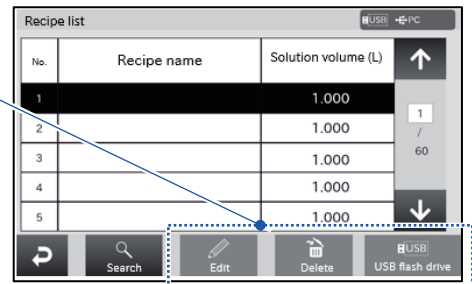 Recipe list USB PC
No. Recipe name Solution volume (L)
1 1.000
2 1.000
3 1.000
4 1.000
5 1.000
1
/
60
Search Edit Delete USB
USB flash drive